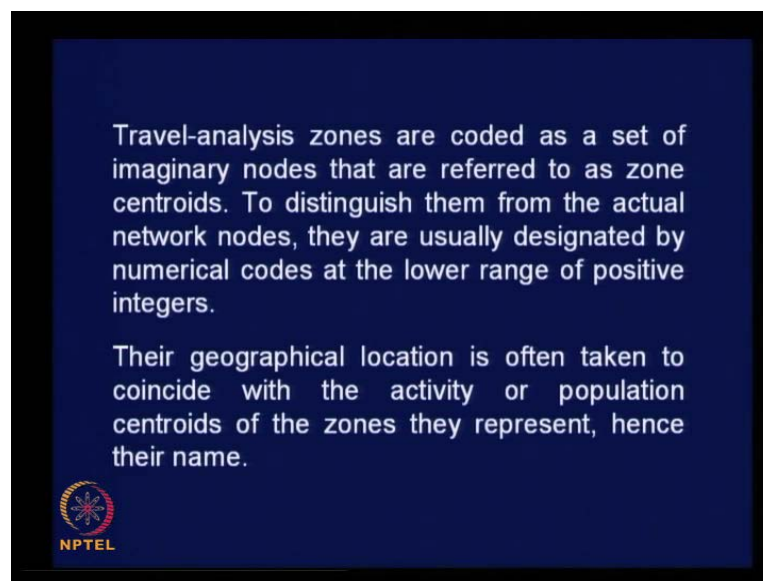 Travel-analysis zones are coded as a set of
imaginary nodes that are referred to as zone
centroids. To distinguish them from the actual
network nodes, they are usually designated by
numerical codes at the lower range of positive
integers.
Their geographical location is often taken to
coincide with the activity or population
centroids of the zones they represent, hence
their name.
NPTEL